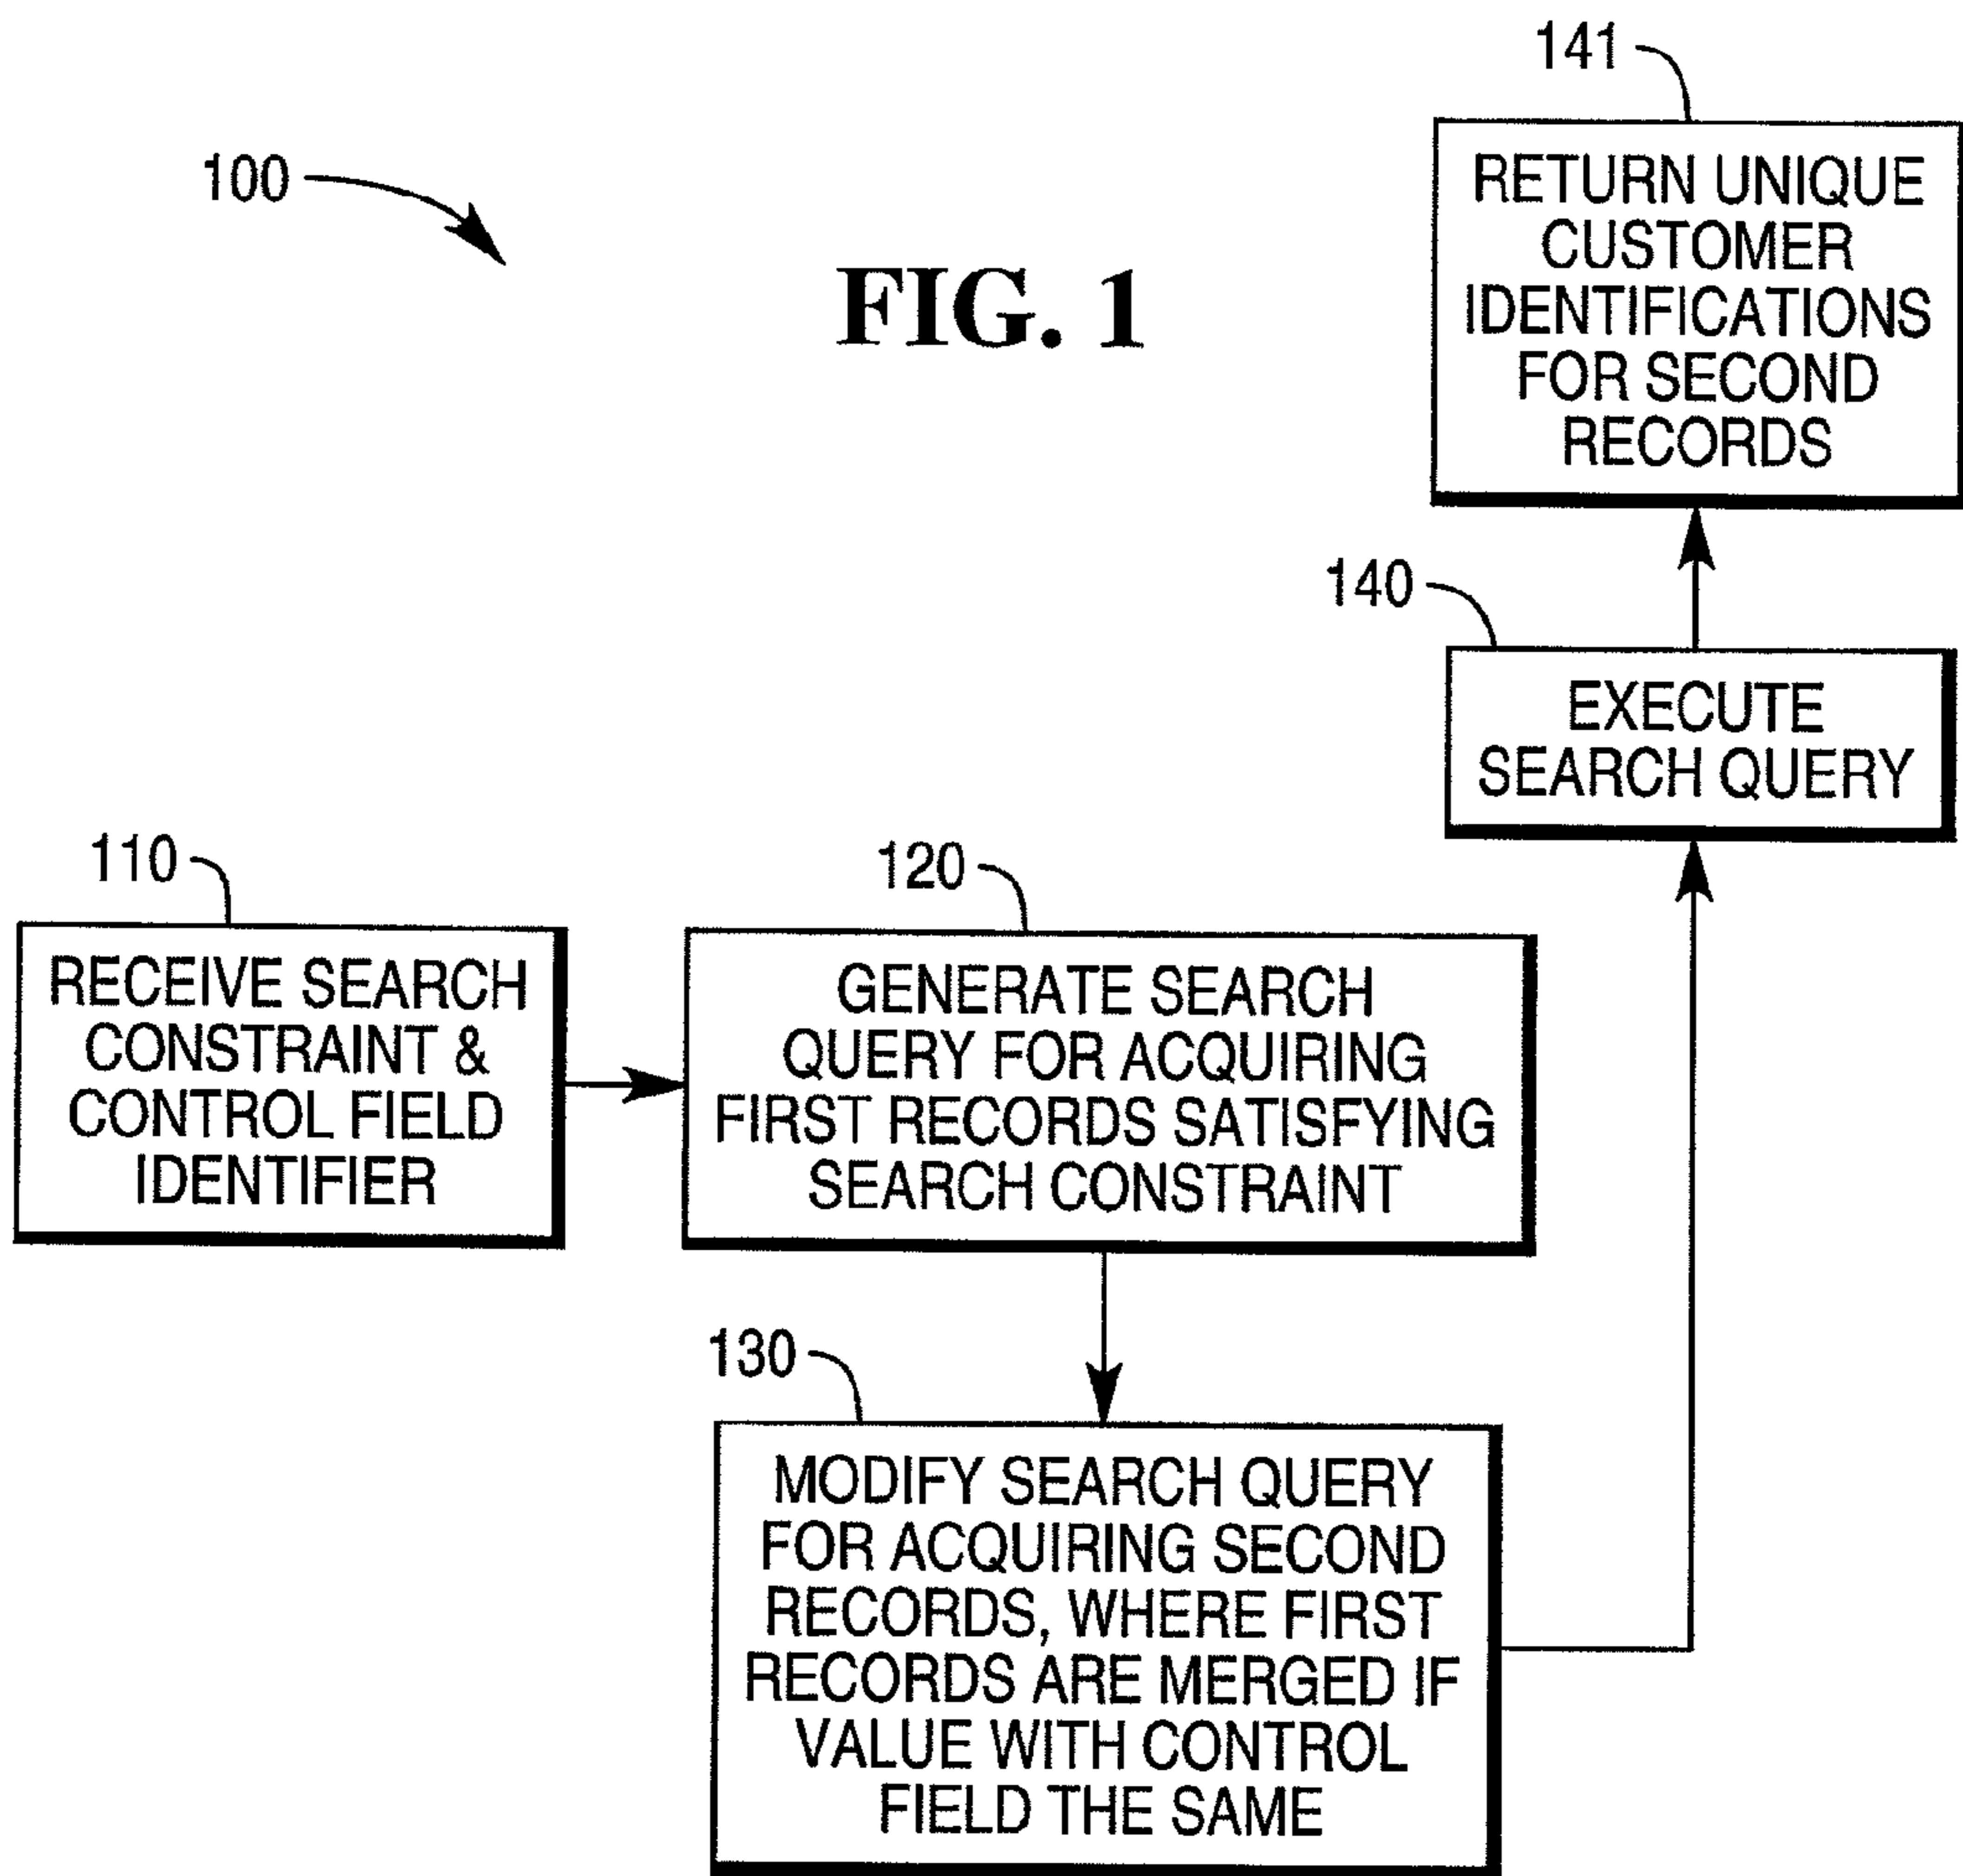 100
FIG. 1
110
RECEIVE SEARCH
CONSTRAINT &
CONTROL FIELD
IDENTIFIER
120
GENERATE SEARCH
QUERY FOR ACQUIRING
FIRST RECORDS SATISFYING
SEARCH CONSTRAINT
130
MODIFY SEARCH QUERY
FOR ACQUIRING SECOND
RECORDS, WHERE FIRST
RECORDS ARE MERGED IF
VALUE WITH CONTROL
FIELD THE SAME
140
EXECUTE
SEARCH QUERY
141
RETURN UNIQUE
CUSTOMER
IDENTIFICATIONS
FOR SECOND
RECORDS